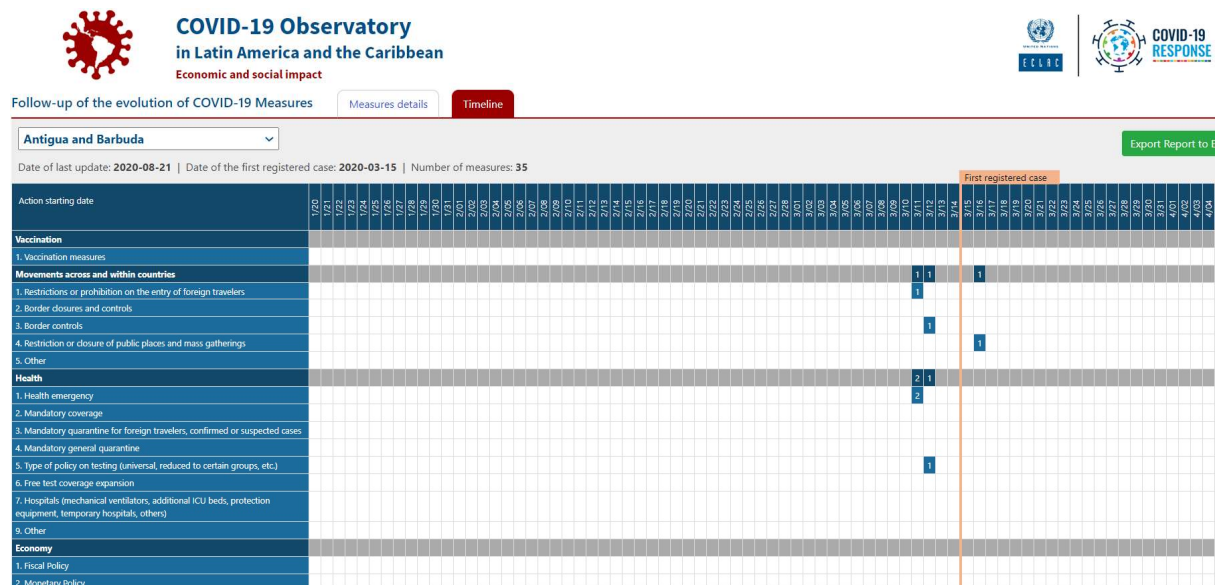 COVID-19 Observatory
in Latin America and the Caribbean
Economic and social impact
ECLAC
COVID-19
RESPONSE
Follow-up of the evolution of COVID-19 Measures
Measures details
Timeline
Antigua and Barbuda
Export Report to E
Date of last update: 2020-08-21 | Date of the first registered case: 2020-03-15 | Number of measures: 35
First registered case
Action starting date
1/20 1/21 1/22 1/23 1/24 1/25 1/26 1/27 1/28 1/29 1/30 1/31 2/01 2/02 2/03 2/04 2/05 2/06 2/07 2/08 2/09 2/10 2/11 2/12 2/13 2/14 2/15 2/16 2/17 2/18 2/19 2/20 2/21 2/22 2/23 2/24 2/25 2/26 2/27 2/28 3/01 3/02 3/03 3/04 3/05 3/06 3/07 3/08 3/09 3/10 3/11 3/12 3/13 3/14 3/15 3/16 3/17 3/18 3/19 3/20 3/21 3/22 3/23 3/24 3/25 3/26 3/27 3/28 3/29 3/30 3/31 4/01 4/02 4/03 4/04
Vaccination
1. Vaccination measures
Movements across and within countries 1 1 1
1. Restrictions or prohibition on the entry of foreign travelers 1
2. Border closures and controls
3. Border controls 1
4. Restriction or closure of public places and mass gatherings 1
5. Other
Health 2 1
1. Health emergency 2
2. Mandatory coverage
3. Mandatory quarantine for foreign travelers, confirmed or suspected cases
4. Mandatory general quarantine
5. Type of policy on testing (universal, reduced to certain groups, etc.) 1
6. Free test coverage expansion
7. Hospitals (mechanical ventilators, additional ICU beds, protection
equipment, temporary hospitals, others)
9. Other
Economy
1. Fiscal Policy
2. Monetary Policy